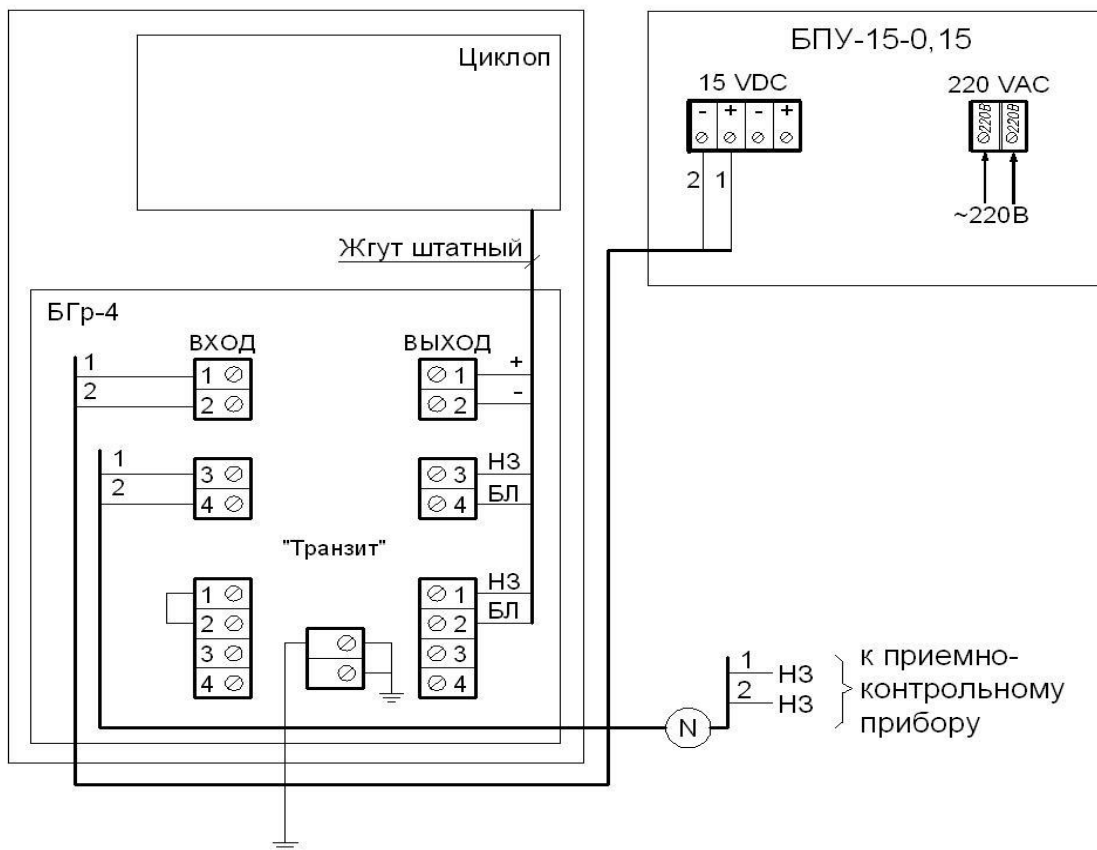 Циклоп
БПУ-15-0,15
15 VDC
220 VAC
- + - +
220В 220В
2 1
~220В
Жгут штатный
БГр-4
ВХОД
ВЫХОД
1
1
1
+
2
2
2
-
1
3
3
НЗ
2
4
4
БЛ
"Транзит"
1
1
НЗ
2
2
БЛ
3
3
4
4
N
1
НЗ
2
НЗ
к приемно-
контрольному
прибору